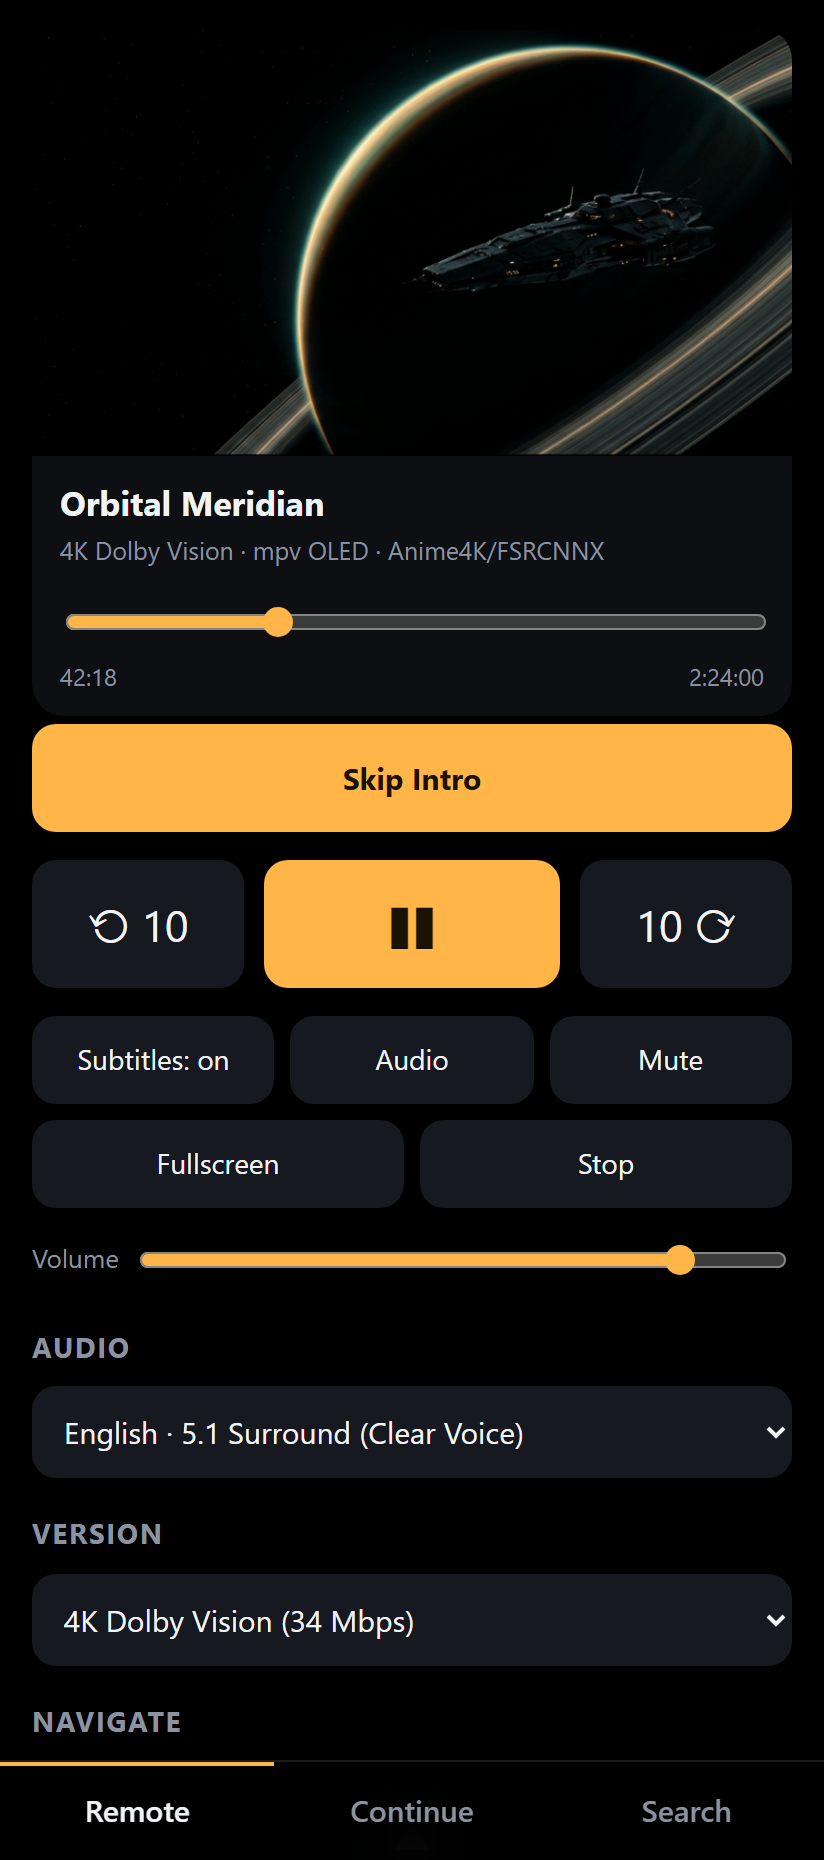 Orbital Meridian
4K Dolby Vision · mpv OLED · Anime4K/FSRCNNX
42:18 2:24:00
Skip Intro
10 10
Subtitles: on Audio Mute
Fullscreen Stop
Volume
AUDIO
English · 5.1 Surround (Clear Voice)
VERSION
4K Dolby Vision (34 Mbps)
NAVIGATE
Remote Continue Search